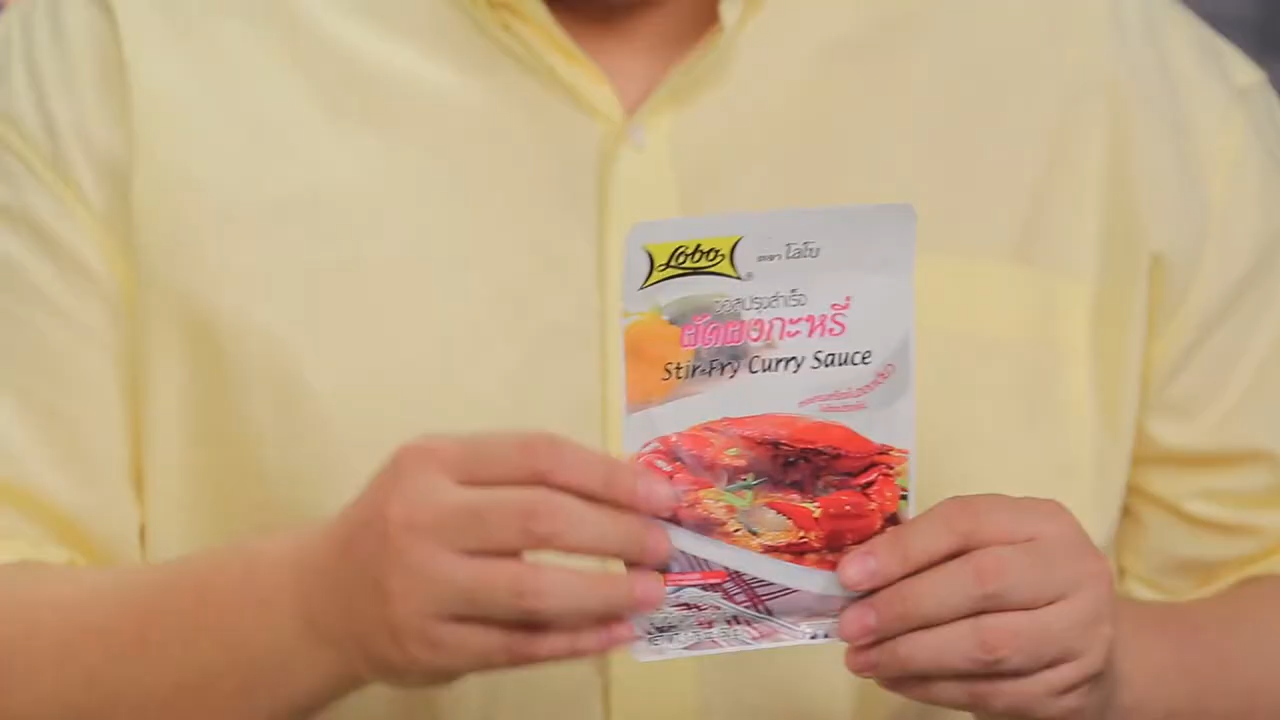 Lobo
ตรา โลโบ
ซอสปรุงสำเร็จ
ผัดผงกะหรี่
Stir-Fry Curry Sauce